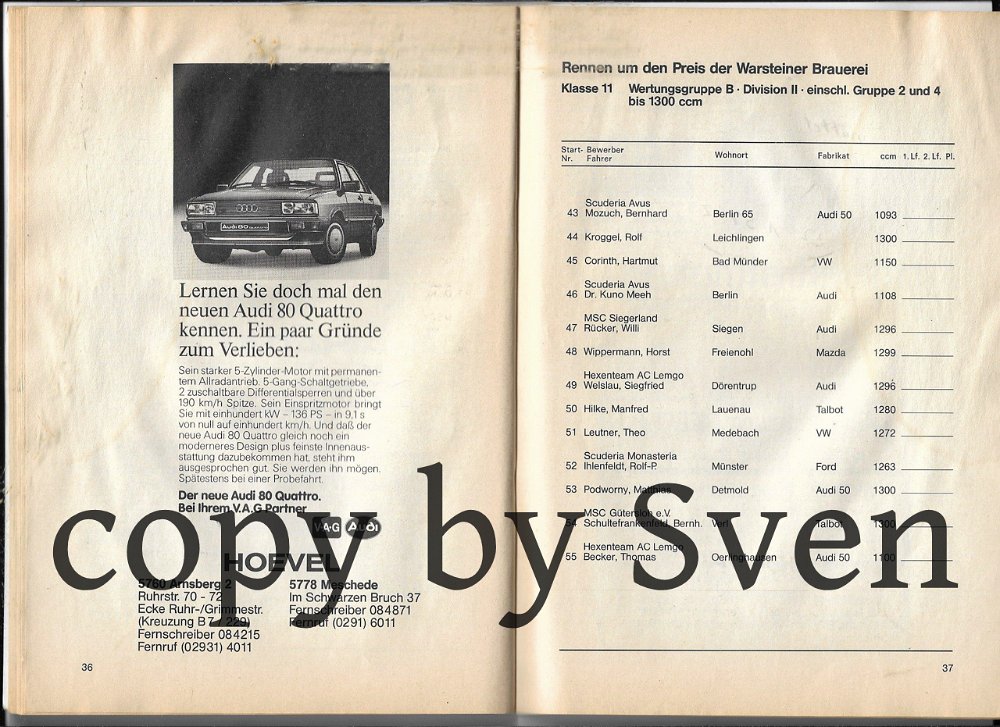 Audi 80 quattro
Lernen Sie doch mal den
neuen Audi 80 Quattro
kennen. Ein paar Gründe
zum Verlieben:
Sein starker 5-Zylinder-Motor mit permanen-
tem Allradantrieb. 5-Gang-Schaltgetriebe,
2 zuschaltbare Differentialsperren und über
190 km/h Spitze. Sein Einspritzmotor bringt
Sie mit einhundert kW – 136 PS – in 9,1 s
von null auf einhundert km/h. Und daß der
neue Audi 80 Quattro gleich noch ein
moderneres Design plus feinste Innenaus-
stattung dazubekommen hat, steht ihm
ausgesprochen gut. Sie werden ihn mögen.
Spätestens bei einer Probefahrt.
Der neue Audi 80 Quattro.
Bei Ihrem V.A.G Partner
V·A·G Audi
HOEVEL
5760 Arnsberg 2
Ruhrstr. 70 - 72
Ecke Ruhr-/Grimmestr.
(Kreuzung B 7 / 229)
Fernschreiber 084215
Fernruf (02931) 4011
5778 Meschede
Im Schwarzen Bruch 37
Fernschreiber 084871
Fernruf (0291) 6011
36
Rennen um den Preis der Warsteiner Brauerei
Klasse 11 Wertungsgruppe B · Division II · einschl. Gruppe 2 und 4
bis 1300 ccm
Start- Bewerber
Nr. Fahrer Wohnort Fabrikat ccm 1. Lf. 2. Lf. Pl.
Scuderia Avus
43 Mozuch, Bernhard Berlin 65 Audi 50 1093
44 Kroggel, Rolf Leichlingen 1300
45 Corinth, Hartmut Bad Münder VW 1150
Scuderia Avus
46 Dr. Kuno Meeh Berlin Audi 1108
MSC Siegerland
47 Rücker, Willi Siegen Audi 1296
48 Wippermann, Horst Freienohl Mazda 1299
Hexenteam AC Lemgo
49 Welslau, Siegfried Dörentrup Audi 1296
50 Hilke, Manfred Lauenau Talbot 1280
51 Leutner, Theo Medebach VW 1272
Scuderia Monasteria
52 Ihlenfeldt, Rolf-P. Münster Ford 1263
53 Podworny, Matthias Detmold Audi 50 1300
MSC Gütersloh e.V.
54 Schultefrankenfeld, Bernh. Verl Talbot 1300
Hexenteam AC Lemgo
55 Becker, Thomas Oerlinghausen Audi 50 1100
37
copy by Sven